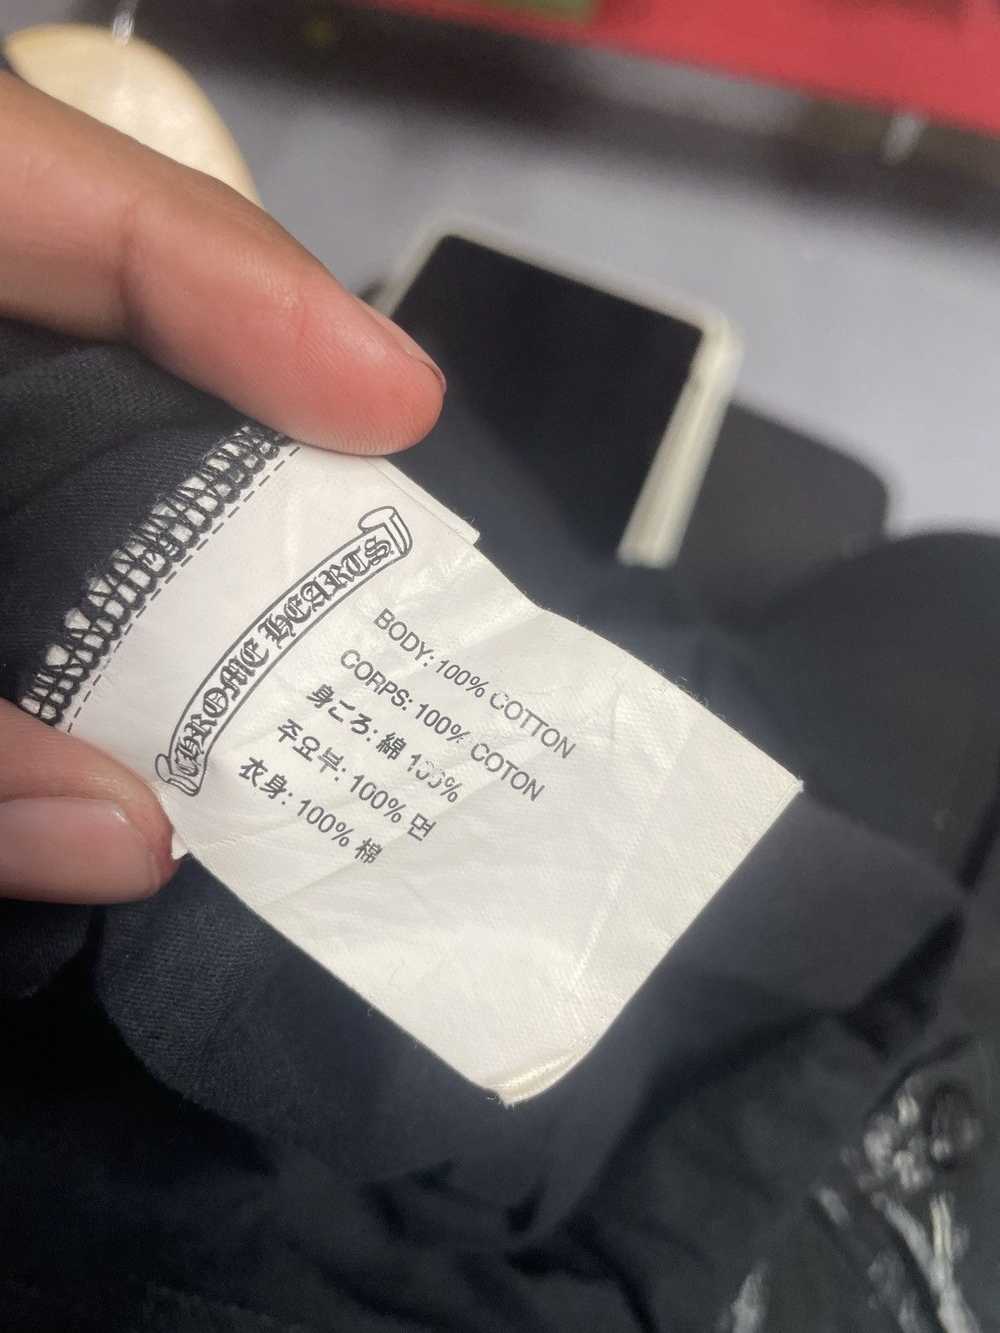 CHROME HEARTS
BODY: 100% COTTON
CORPS: 100% COTON
身ごろ: 綿 100%
주요부: 100% 면
衣身: 100% 棉